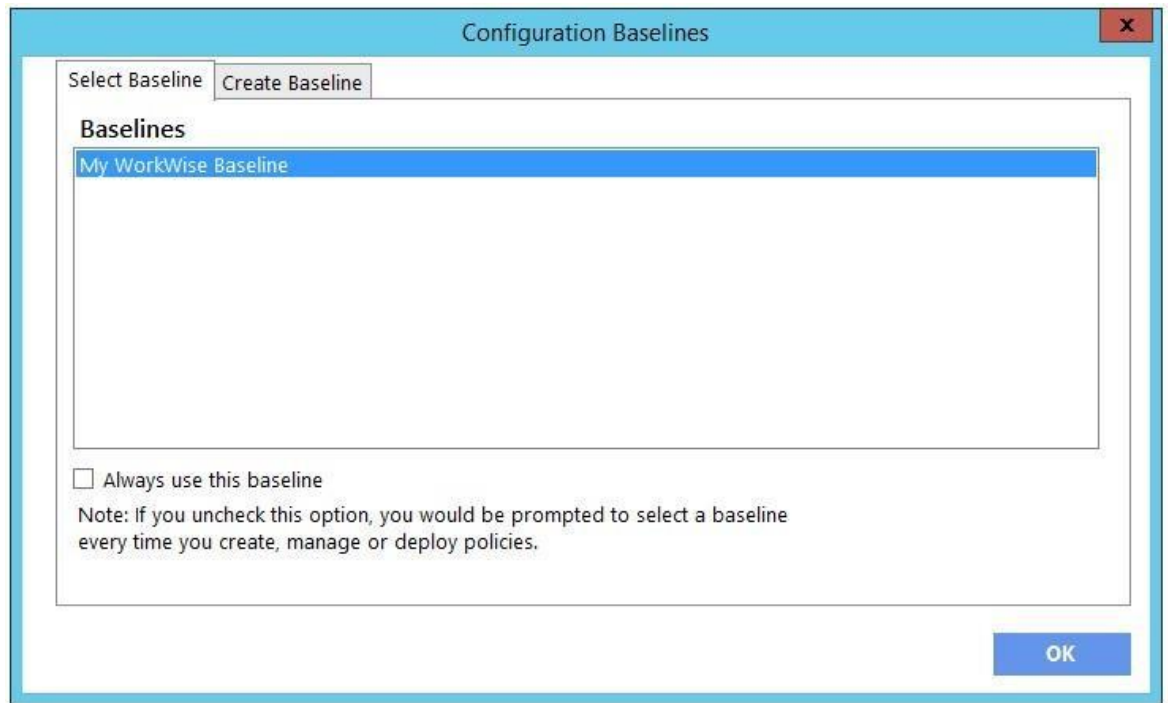 Configuration Baselines
x
Select Baseline
Create Baseline
Baselines
My WorkWise Baseline
Always use this baseline
Note: If you uncheck this option, you would be prompted to select a baseline
every time you create, manage or deploy policies.
OK